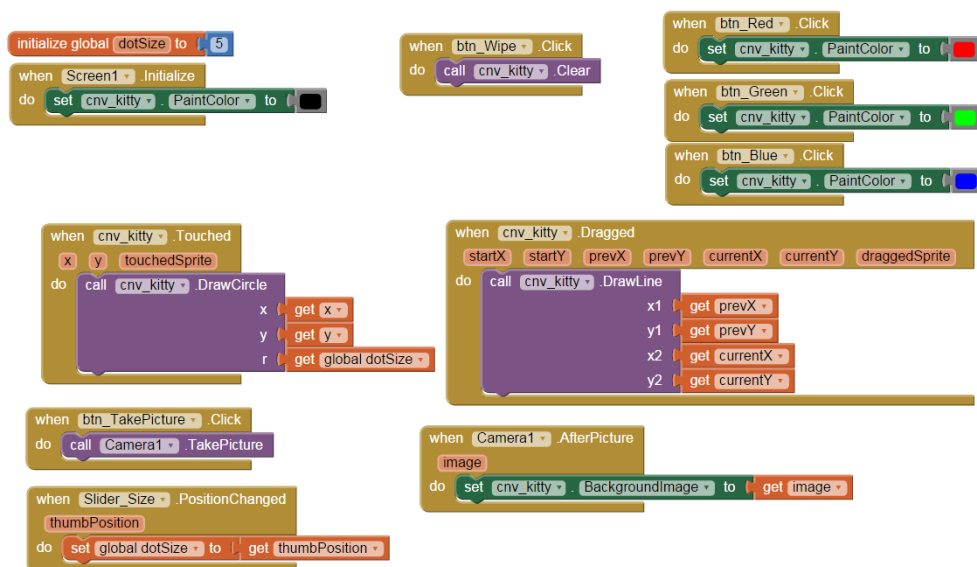 initialize global dotSize to 5
when Screen1 .Initialize
do set cnv_kitty . PaintColor to
when btn_Wipe .Click
do call cnv_kitty .Clear
when btn_Red .Click
do set cnv_kitty . PaintColor to
when btn_Green .Click
do set cnv_kitty . PaintColor to
when btn_Blue .Click
do set cnv_kitty . PaintColor to
when cnv_kitty .Touched
x y touchedSprite
do call cnv_kitty .DrawCircle
x get x
y get y
r get global dotSize
when cnv_kitty .Dragged
startX startY prevX prevY currentX currentY draggedSprite
do call cnv_kitty .DrawLine
x1 get prevX
y1 get prevY
x2 get currentX
y2 get currentY
when btn_TakePicture .Click
do call Camera1 .TakePicture
when Camera1 .AfterPicture
image
do set cnv_kitty . BackgroundImage to get image
when Slider_Size .PositionChanged
thumbPosition
do set global dotSize to get thumbPosition